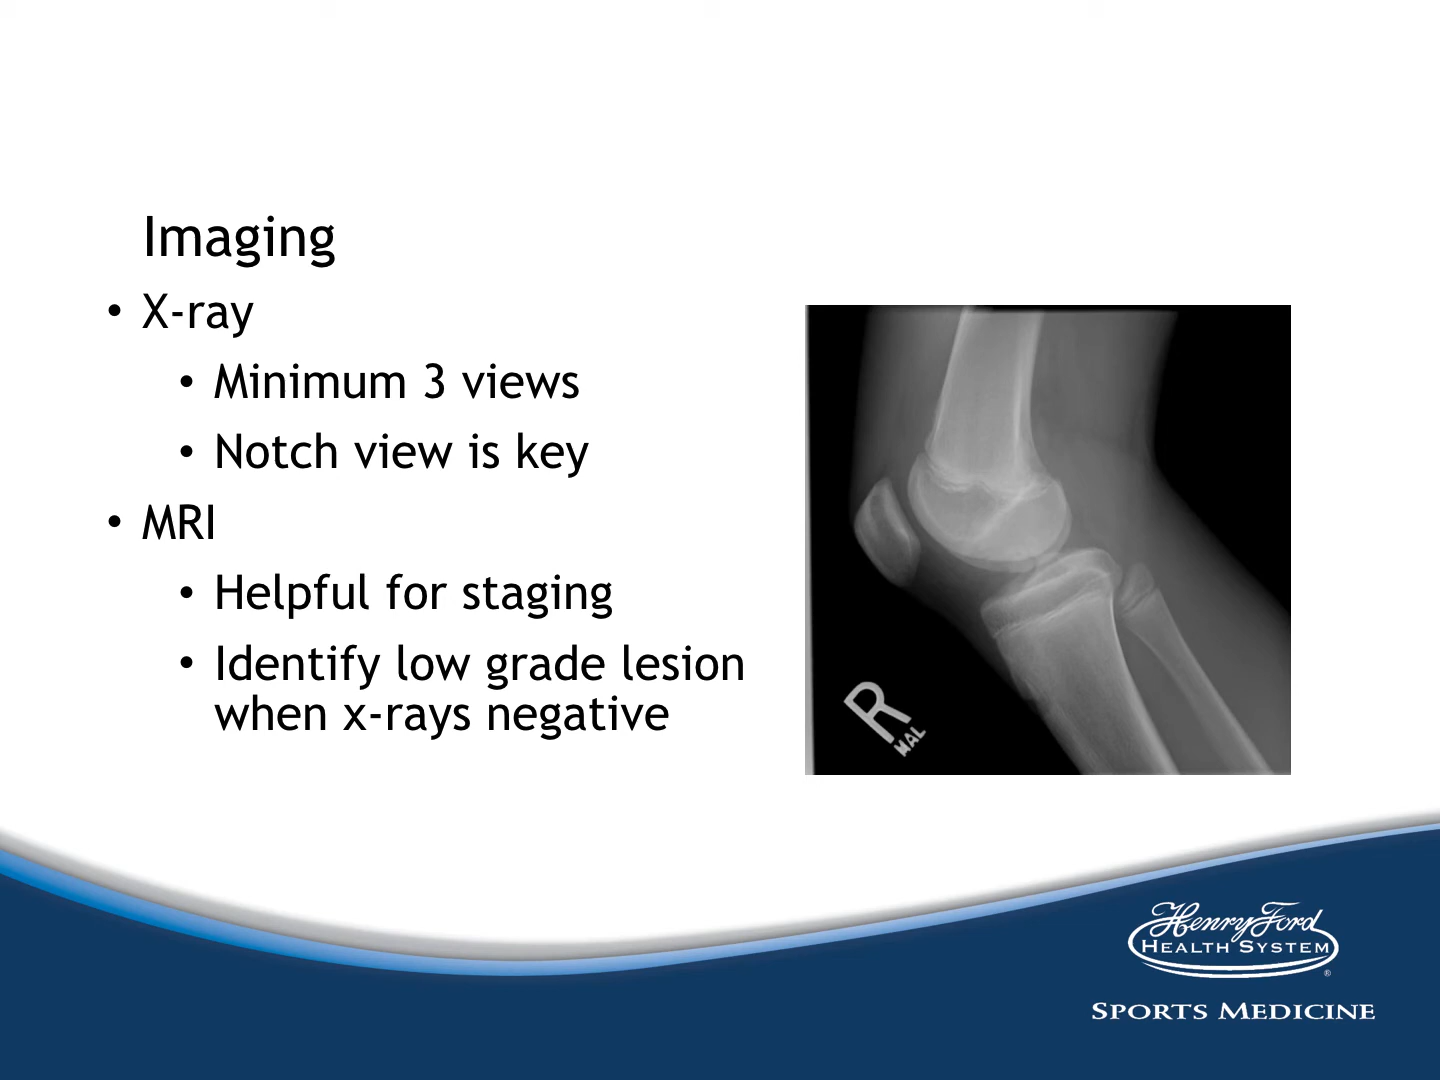 Imaging
• X-ray
• Minimum 3 views
• Notch view is key
• MRI
• Helpful for staging
• Identify low grade lesion
when x-rays negative
R
MAL
Henry Ford
HEALTH SYSTEM
®
SPORTS MEDICINE